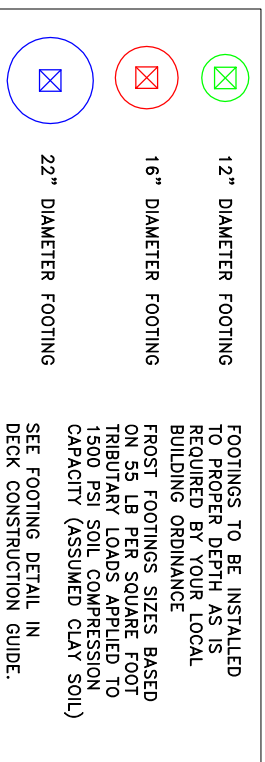 12" DIAMETER FOOTING
16" DIAMETER FOOTING
22" DIAMETER FOOTING
FOOTINGS TO BE INSTALLED
TO PROPER DEPTH AS IS
REQUIRED BY YOUR LOCAL
BUILDING ORDINANCE
FROST FOOTINGS SIZES BASED
ON 55 LB PER SQUARE FOOT
TRIBUTARY LOADS APPLIED TO
1500 PSI SOIL COMPRESSION
CAPACITY (ASSUMED CLAY SOIL)
SEE FOOTING DETAIL IN
DECK CONSTRUCTION GUIDE.